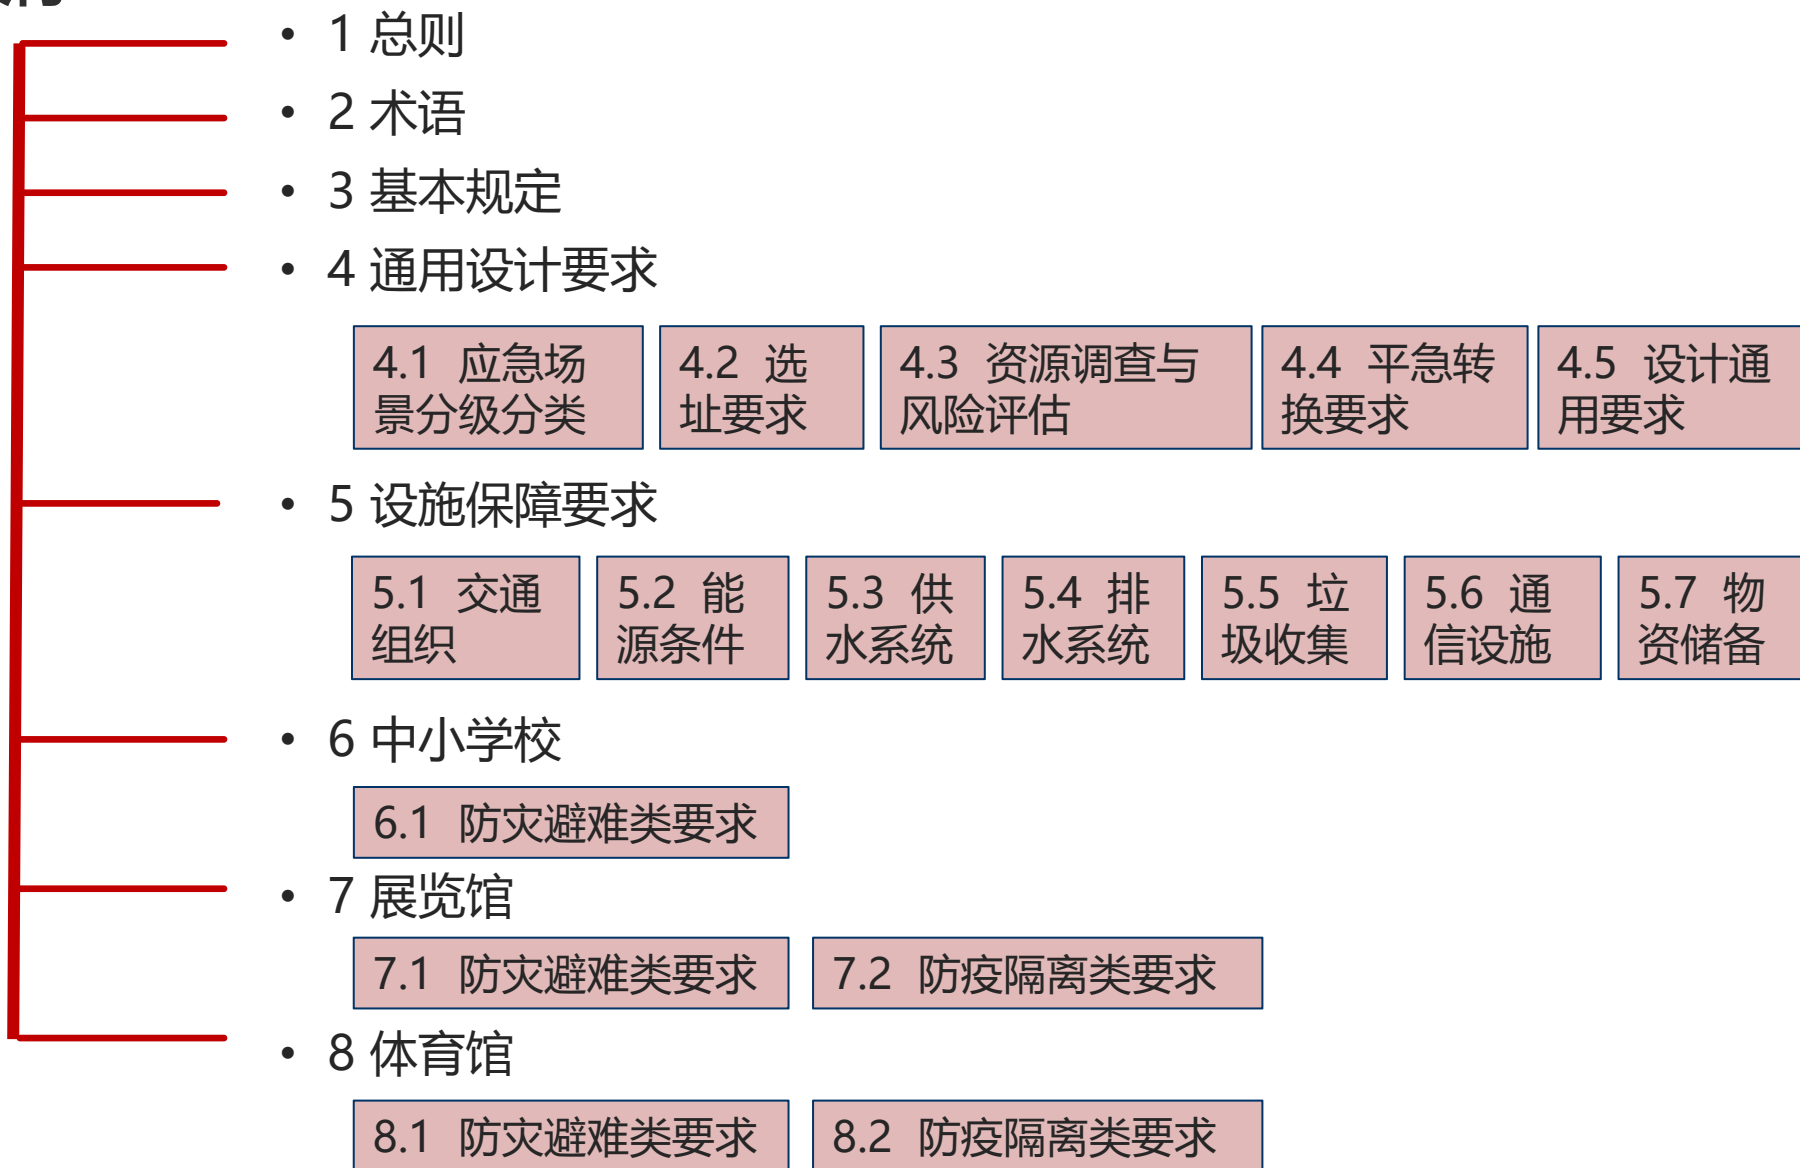 • 1 总则
• 2 术语
• 3 基本规定
• 4 通用设计要求
4.1 应急场
景分级分类
4.2 选
址要求
4.3 资源调查与
风险评估
4.4 平急转
换要求
4.5 设计通
用要求
• 5 设施保障要求
5.1 交通
组织
5.2 能
源条件
5.3 供
水系统
5.4 排
水系统
5.5 垃
圾收集
5.6 通
信设施
5.7 物
资储备
• 6 中小学校
6.1 防灾避难类要求
• 7 展览馆
7.1 防灾避难类要求
7.2 防疫隔离类要求
• 8 体育馆
8.1 防灾避难类要求
8.2 防疫隔离类要求